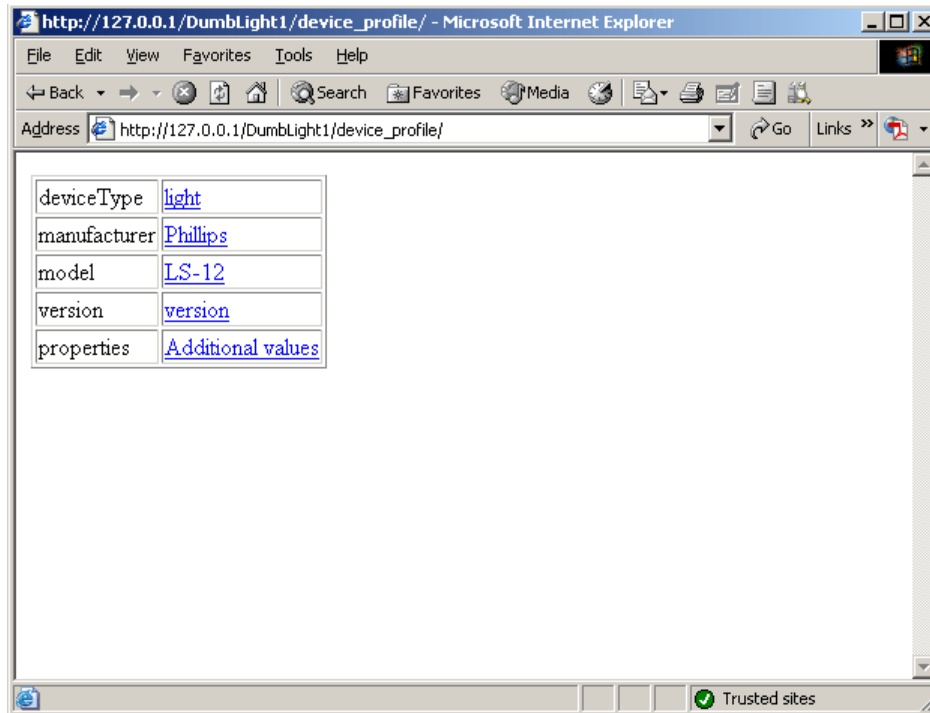 http://127.0.0.1/DumbLight1/device_profile/ - Microsoft Internet Explorer
File Edit View Favorites Tools Help
Back Search Favorites Media
Address http://127.0.0.1/DumbLight1/device_profile/ Go Links »
deviceType light
manufacturer Phillips
model LS-12
version version
properties Additional values
Trusted sites